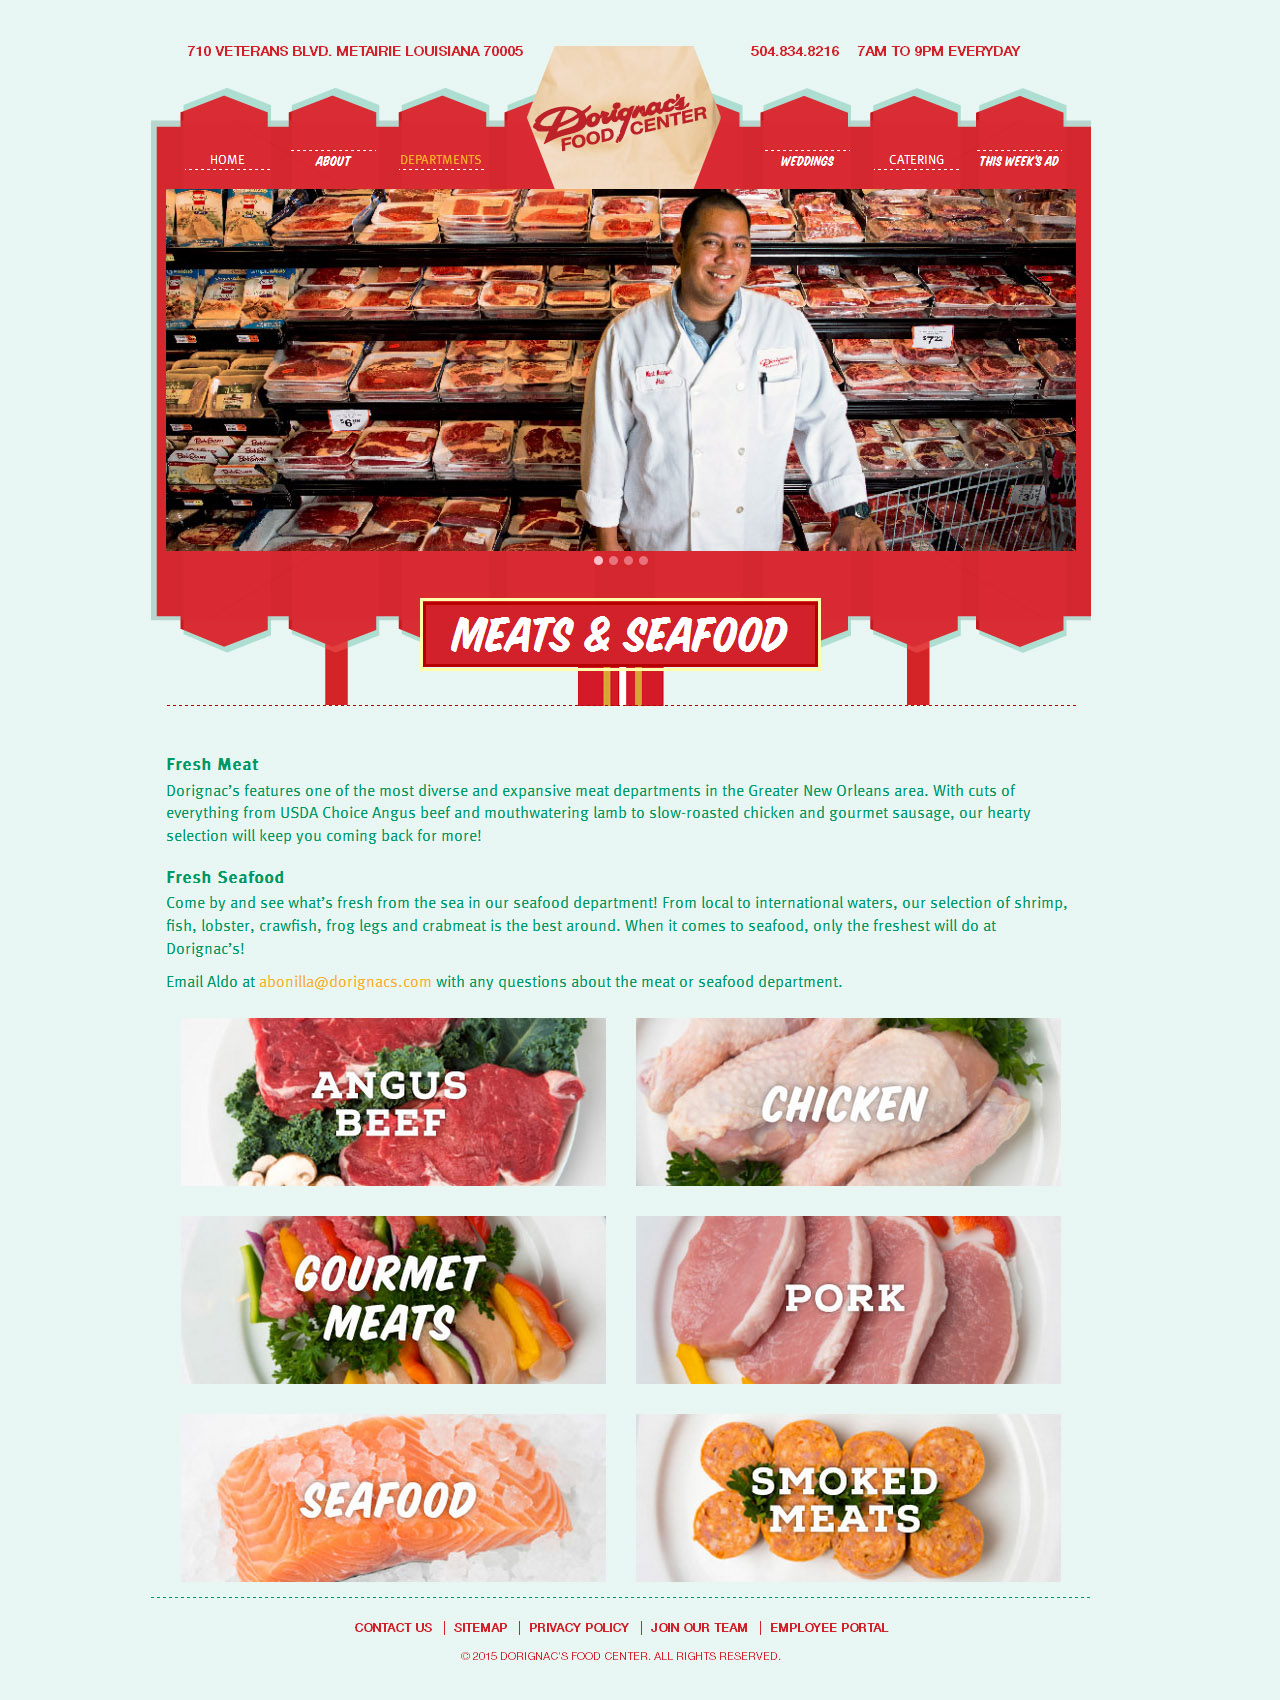 710 VETERANS BLVD. METAIRIE LOUISIANA 70005
504.834.8216 7AM TO 9PM EVERYDAY
Dorignac's
FOOD CENTER
HOME
ABOUT
DEPARTMENTS
WEDDINGS
CATERING
THIS WEEK'S AD
$7.22
MEATS & SEAFOOD
Fresh Meat
Dorignac’s features one of the most diverse and expansive meat departments in the Greater New Orleans area. With cuts of
everything from USDA Choice Angus beef and mouthwatering lamb to slow-roasted chicken and gourmet sausage, our hearty
selection will keep you coming back for more!
Fresh Seafood
Come by and see what’s fresh from the sea in our seafood department! From local to international waters, our selection of shrimp,
fish, lobster, crawfish, frog legs and crabmeat is the best around. When it comes to seafood, only the freshest will do at
Dorignac’s!
Email Aldo at abonilla@dorignacs.com with any questions about the meat or seafood department.
ANGUS
BEEF
CHICKEN
GOURMET
MEATS
PORK
SEAFOOD
SMOKED
MEATS
CONTACT US | SITEMAP | PRIVACY POLICY | JOIN OUR TEAM | EMPLOYEE PORTAL
© 2015 DORIGNAC'S FOOD CENTER. ALL RIGHTS RESERVED.